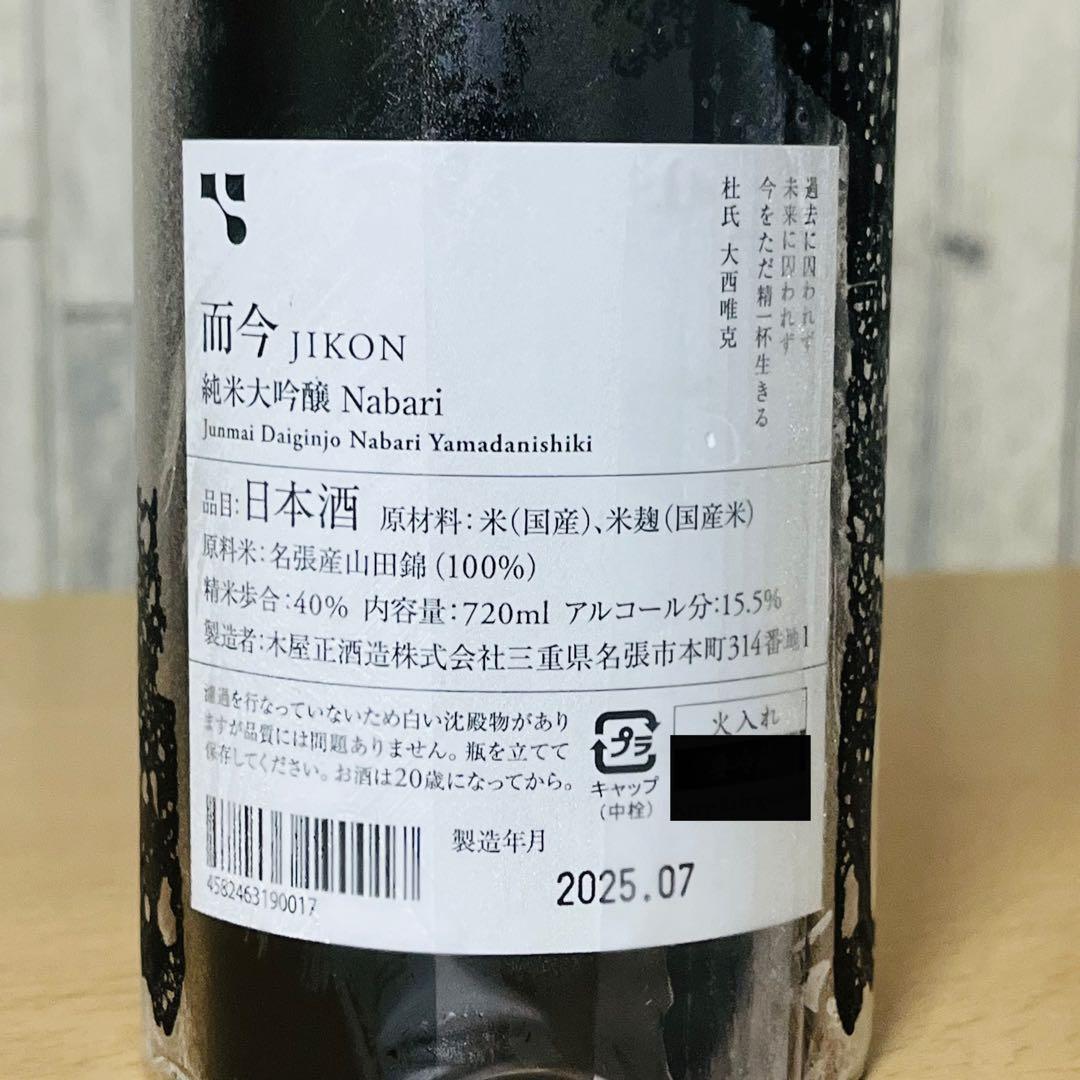 過去に囚われず
未来に囚われず
今をただ精一杯生きる
杜氏 大西唯克
而今 JIKON
純米大吟醸 Nabari
Junmai Daiginjo Nabari Yamadanishiki
品目:日本酒 原材料:米(国産)、米麹(国産米)
原料米:名張産山田錦(100%)
精米歩合:40% 内容量:720ml アルコール分:15.5%
製造者:木屋正酒造株式会社三重県名張市本町314番地1
濾過を行なっていないため白い沈殿物があり
ますが品質には問題ありません。瓶を立てて
保存してください。お酒は20歳になってから。
プラ
キャップ
(中栓)
火入れ
4582463190017
製造年月
2025.07